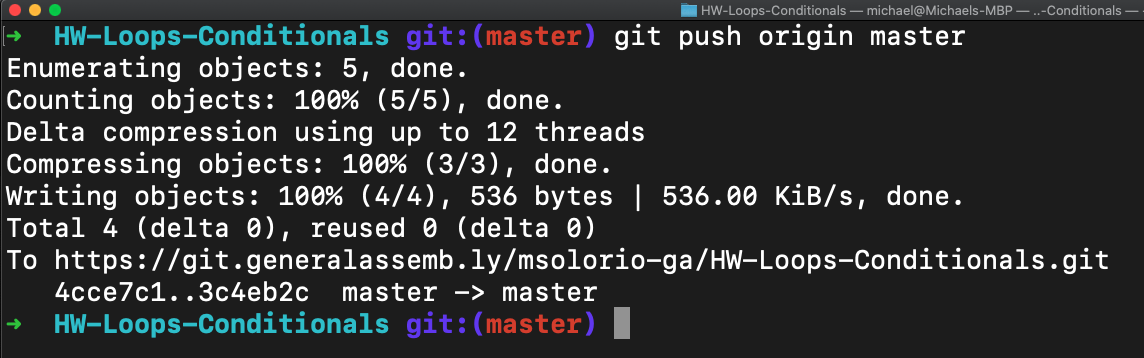 HW-Loops-Conditionals — michael@Michaels-MBP — ..-Conditionals —
➜ HW-Loops-Conditionals git:(master) git push origin master
Enumerating objects: 5, done.
Counting objects: 100% (5/5), done.
Delta compression using up to 12 threads
Compressing objects: 100% (3/3), done.
Writing objects: 100% (4/4), 536 bytes | 536.00 KiB/s, done.
Total 4 (delta 0), reused 0 (delta 0)
To https://git.generalassemb.ly/msolorio-ga/HW-Loops-Conditionals.git
4cce7c1..3c4eb2c master -> master
➜ HW-Loops-Conditionals git:(master)